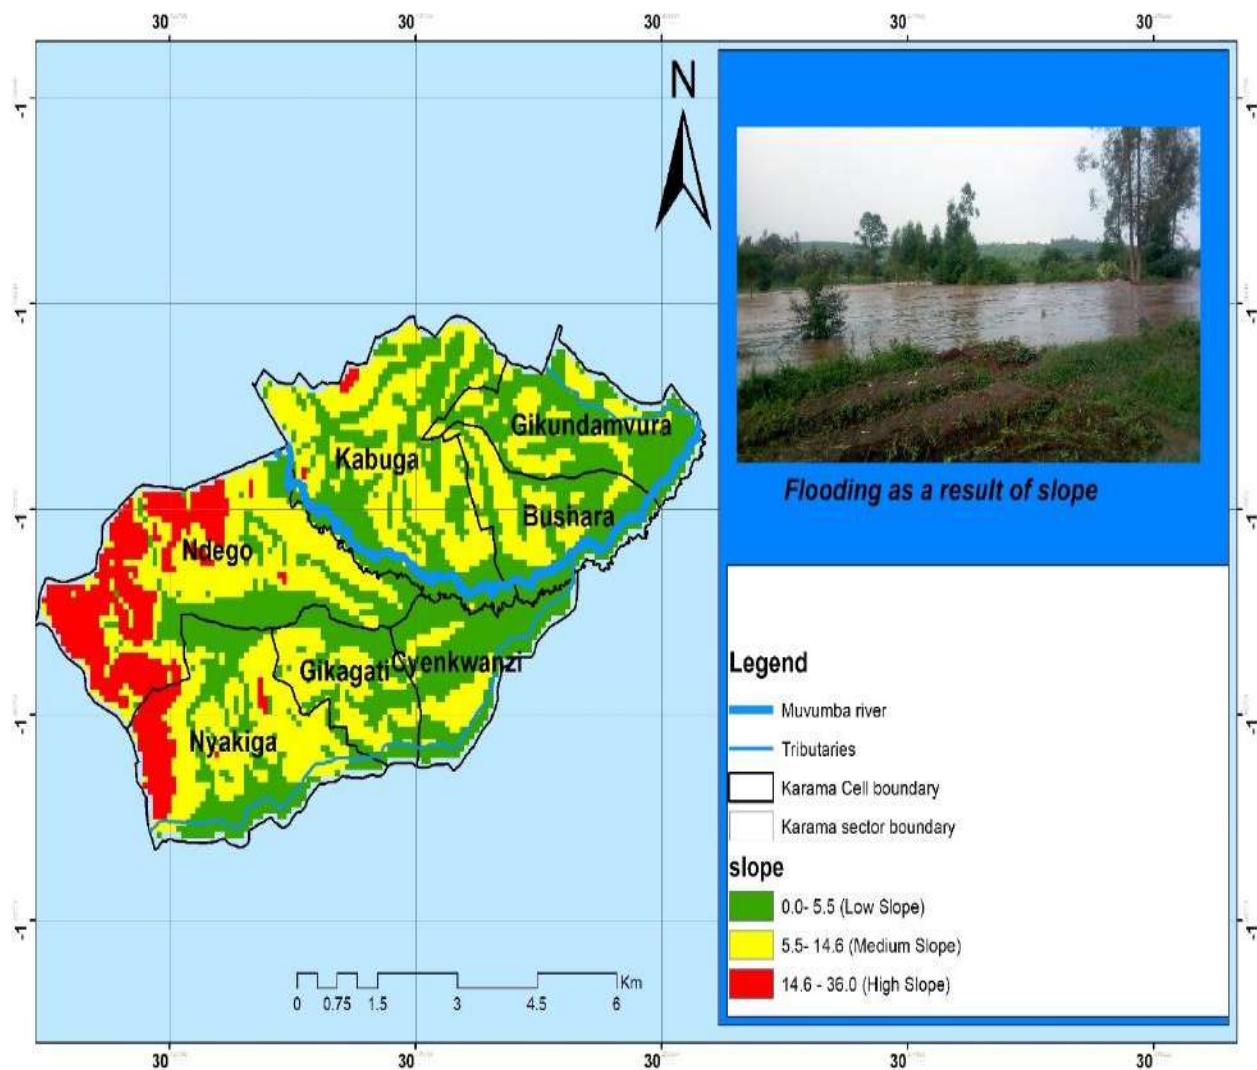 30 30 30 30 30
-1 -1
N
-1 -1
Gikundamvura
Kabuga
Flooding as a result of slope
-1 -1
Bushara
Ndego
Legend
Gikagati Cyenkwanzi
Muvumba river
-1 -1
Nyakiga
Tributaries
Karama Cell boundary
Karama sector boundary
slope
0.0- 5.5 (Low Slope)
-1 -1
5.5- 14.6 (Medium Slope)
14.6 - 36.0 (High Slope)
Km
0 0.75 1.5 3 4.5 6
30 30 30 30 30